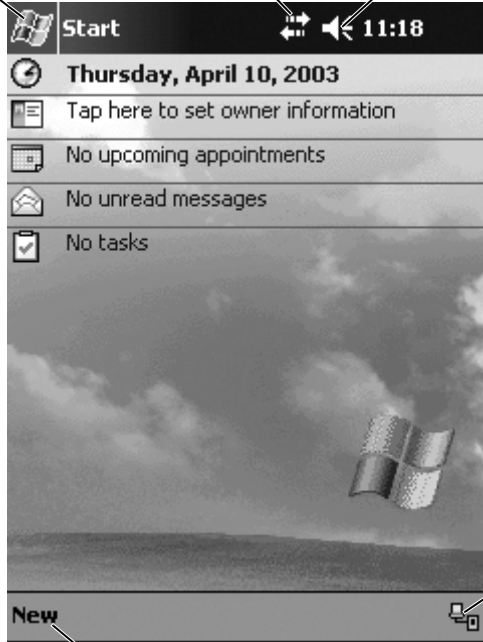 Start 11:18
Thursday, April 10, 2003
Tap here to set owner information
No upcoming appointments
No unread messages
No tasks
New